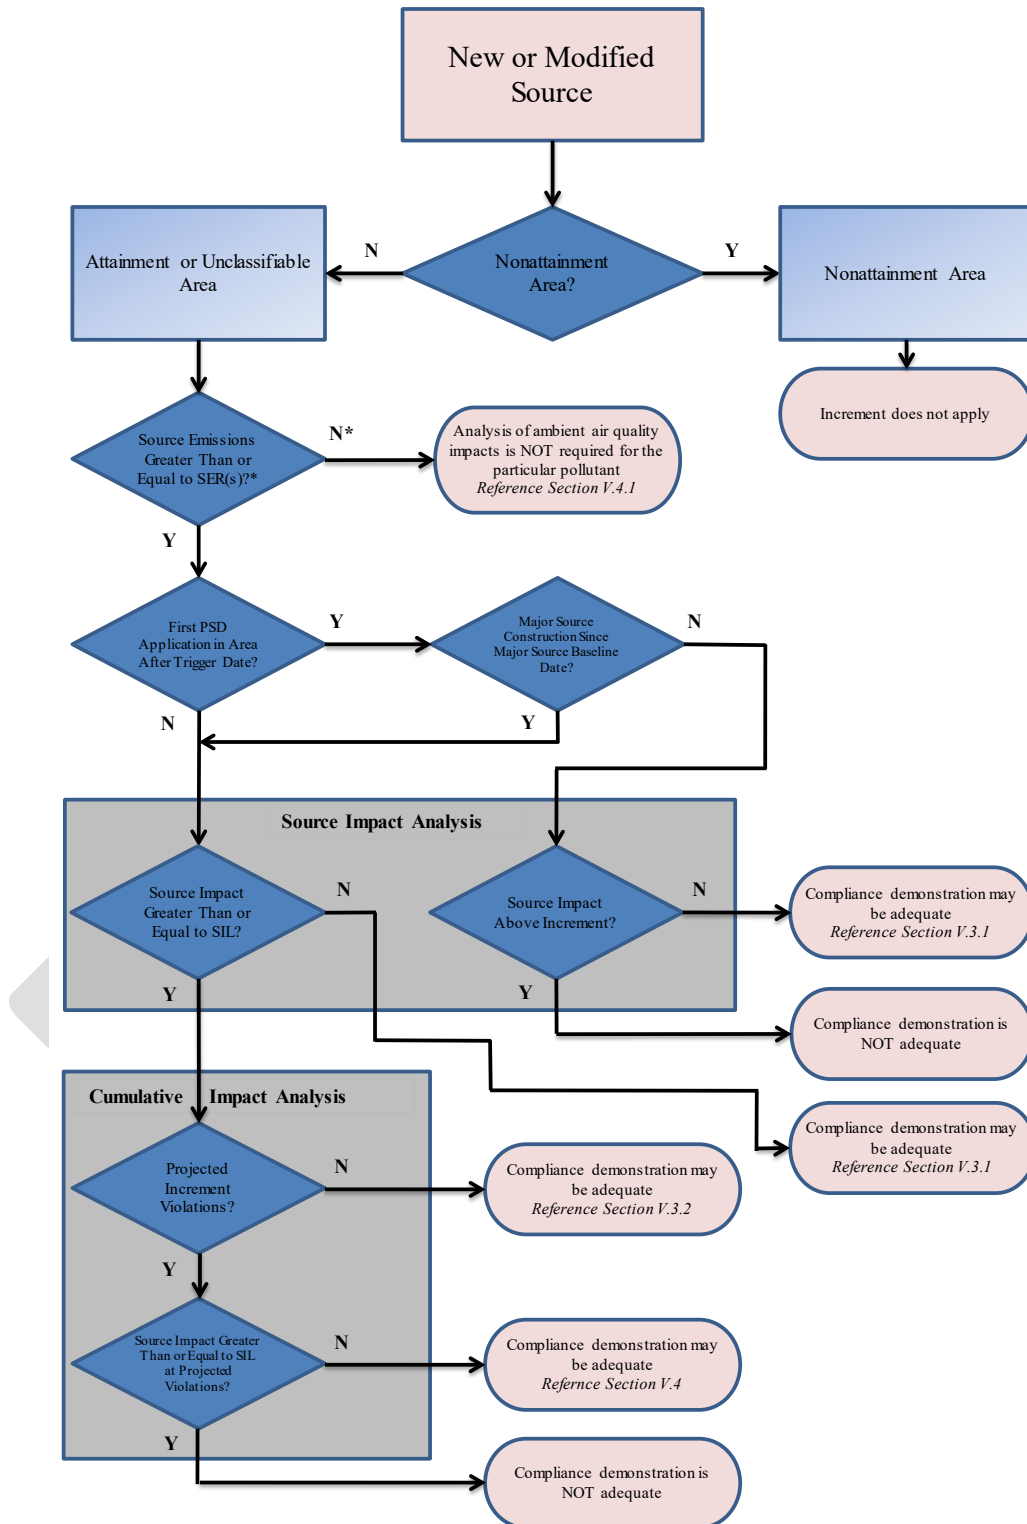 New or Modified
Source
N
Y
Attainment or Unclassifiable
Area
Nonattainment
Area?
Nonattainment Area
Increment does not apply
Source Emissions
Greater Than or
Equal to SER(s)?*
N*
Analysis of ambient air quality
impacts is NOT required for the
particular pollutant
Reference Section V.4.1
Y
First PSD
Application in Area
After Trigger Date?
Y
Major Source
Construction Since
Major Source Baseline
Date?
N
N
Y
Source Impact Analysis
Source Impact
Greater Than or
Equal to SIL?
N
Source Impact
Above Increment?
N
Compliance demonstration may
be adequate
Reference Section V.3.1
Y
Y
Compliance demonstration is
NOT adequate
Cumulative Impact Analysis
Compliance demonstration may
be adequate
Reference Section V.3.1
Projected
Increment
Violations?
N
Compliance demonstration may
be adequate
Reference Section V.3.2
Y
Source Impact Greater
Than or Equal to SIL
at Projected
Violations?
N
Compliance demonstration may
be adequate
Refernce Section V.4
Y
Compliance demonstration is
NOT adequate